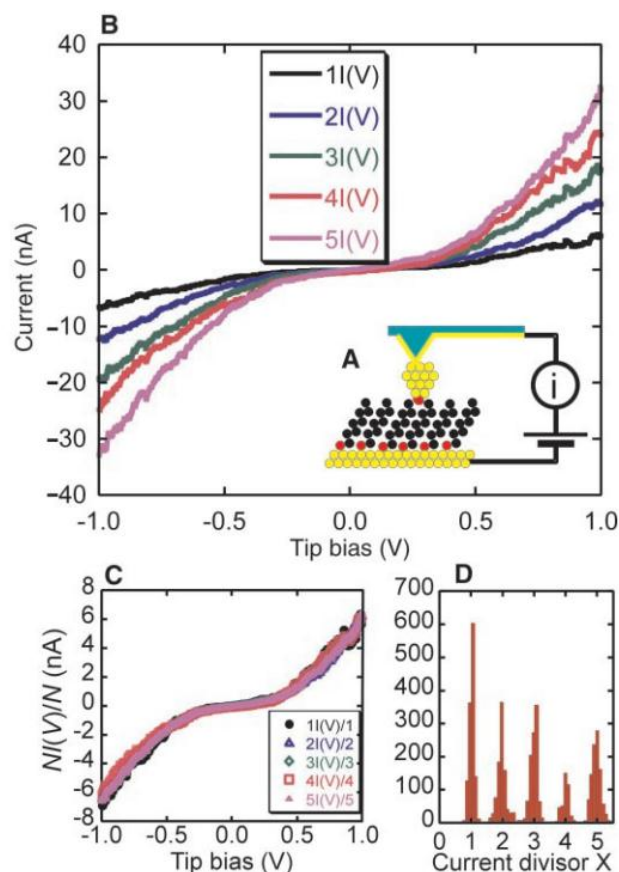 B
40
30
20
10
0
-10
-20
-30
-40
Current (nA)
1I(V)
2I(V)
3I(V)
4I(V)
5I(V)
A
i
-1.0 -0.5 0.0 0.5 1.0
Tip bias (V)
C
8
6
4
2
0
-2
-4
-6
-8
NI(V)/N (nA)
1I(V)/1
2I(V)/2
3I(V)/3
4I(V)/4
5I(V)/5
-1.0 -0.5 0.0 0.5 1.0
Tip bias (V)
D
700
600
500
400
300
200
100
0
0 1 2 3 4 5
Current divisor X